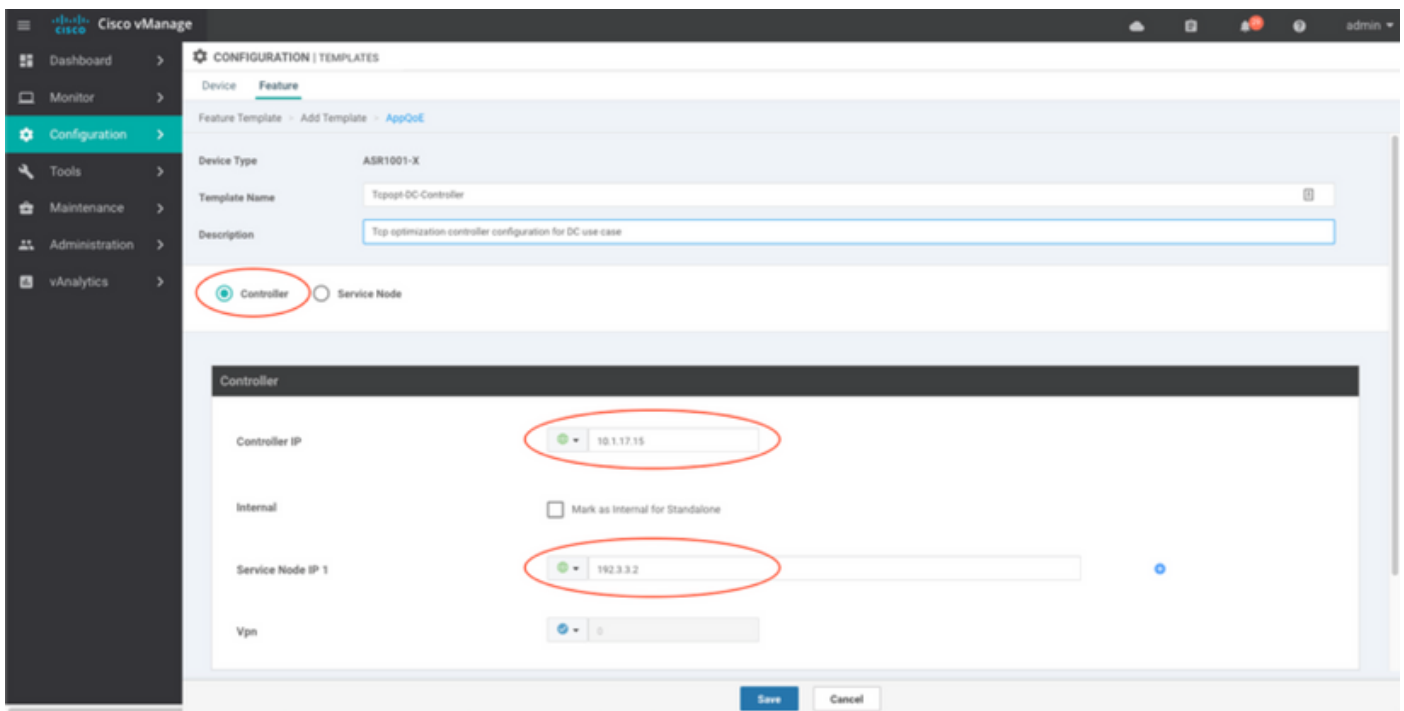 cisco Cisco vManage
admin
Dashboard
Monitor
Configuration
Tools
Maintenance
Administration
vAnalytics
CONFIGURATION | TEMPLATES
Device Feature
Feature Template > Add Template > AppQoE
Device Type ASR1001-X
Template Name Tcpopt-DC-Controller
Description Tcp optimization controller configuration for DC use case
Controller Service Node
Controller
Controller IP 10.1.17.15
Internal Mark as Internal for Standalone
Service Node IP 1 192.3.3.2
Vpn
Save Cancel